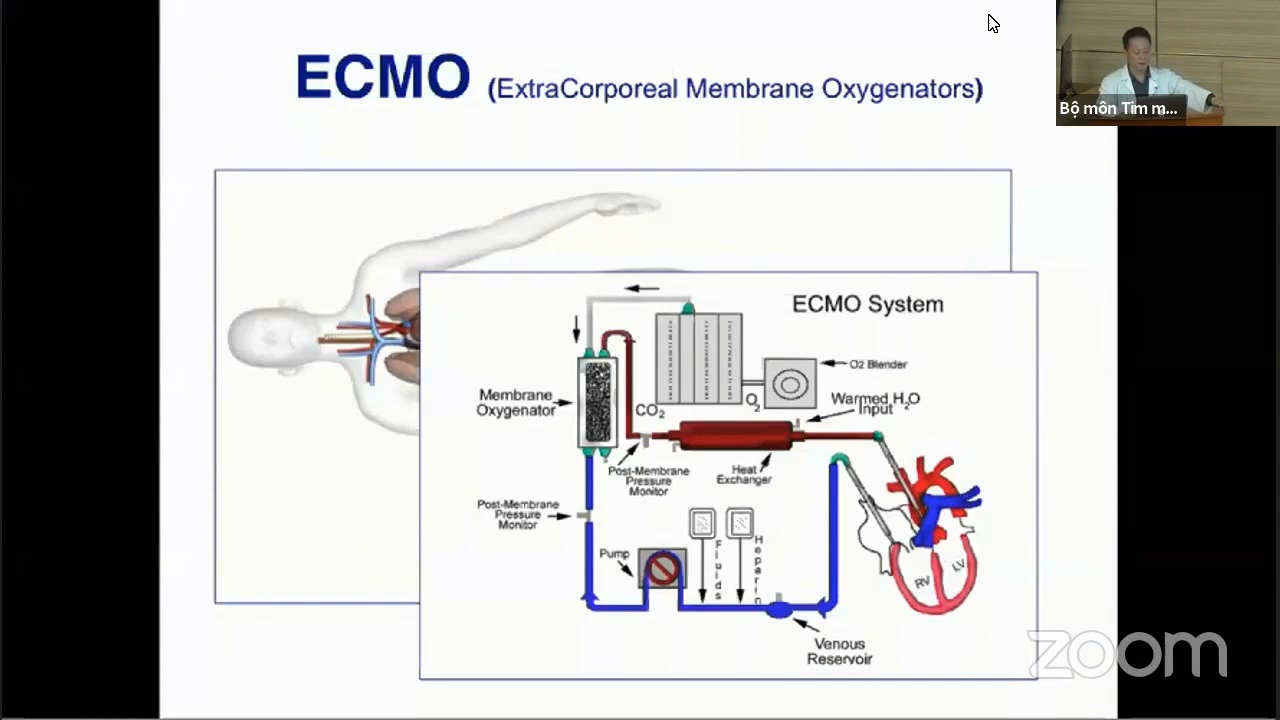 ECMO (ExtraCorporeal Membrane Oxygenators)
Bộ môn Tim m...
ECMO System
O2 Blender
Membrane
Oxygenator
CO2
O2
Warmed H2O
Input
Post-Membrane
Pressure
Monitor
Heat
Exchanger
Post-Membrane
Pressure
Monitor
Pump
Fluids
Heparin
RV
LV
Venous
Reservoir
zoom